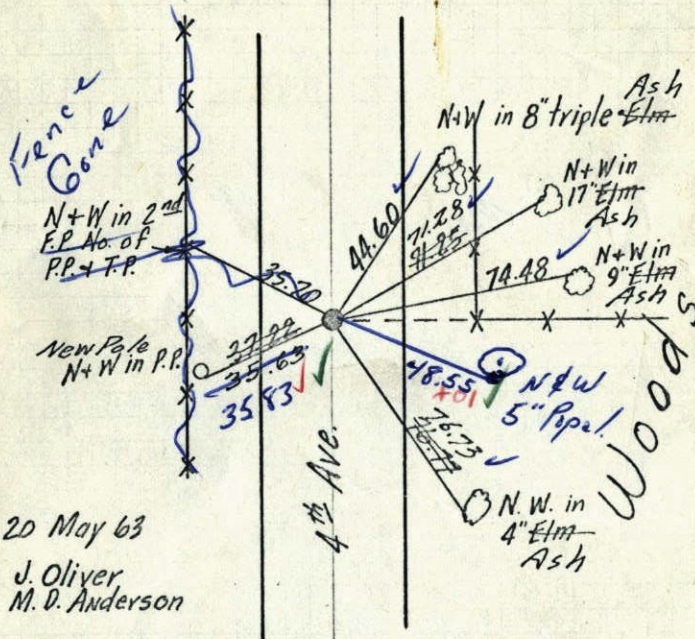 Fence
Gone
N+W in 8" triple Elm Ash
N+W in
17" Elm
Ash
N+W in 2nd
F.P. No. of
P.P. & T.P.
44.60
71.28
35.70
74.48
N+W in
9" Elm
Ash
New Pole
N+W in P.P.
35.63
35.83
48.55
+01
N & W
5" Popal.
76.73
Woods
4th Ave.
N.W. in
4" Elm
Ash
20 May 63
J. Oliver
M. D. Anderson